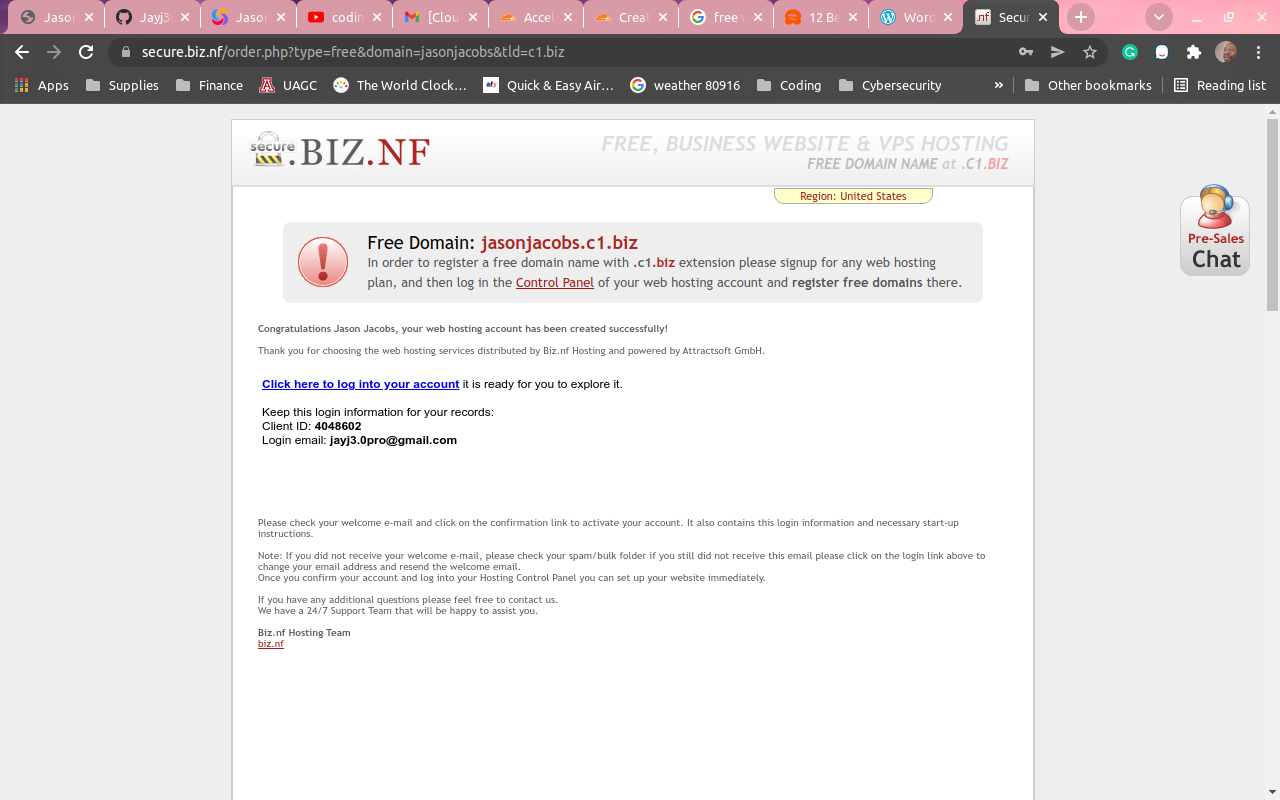 Jason
Jayj3
Jason
codin
[Clou
Accel
Creat
free v
12 Be
Word
.nf Secur
secure.biz.nf/order.php?type=free&domain=jasonjacobs&tld=c1.biz
Apps
Supplies
Finance
UAGC
The World Clock...
Quick & Easy Air...
weather 80916
Coding
Cybersecurity
»
Other bookmarks
Reading list
secure.BIZ.NF
FREE, BUSINESS WEBSITE & VPS HOSTING
FREE DOMAIN NAME at .C1.BIZ
Region: United States
Pre-Sales
Chat
Free Domain: jasonjacobs.c1.biz
In order to register a free domain name with .c1.biz extension please signup for any web hosting
plan, and then log in the Control Panel of your web hosting account and register free domains there.
Congratulations Jason Jacobs, your web hosting account has been created successfully!
Thank you for choosing the web hosting services distributed by Biz.nf Hosting and powered by Attractsoft GmbH.
Click here to log into your account it is ready for you to explore it.
Keep this login information for your records:
Client ID: 4048602
Login email: jayj3.0pro@gmail.com
Please check your welcome e-mail and click on the confirmation link to activate your account. It also contains this login information and necessary start-up
instructions.
Note: If you did not receive your welcome e-mail, please check your spam/bulk folder if you still did not receive this email please click on the login link above to
change your email address and resend the welcome email.
Once you confirm your account and log into your Hosting Control Panel you can set up your website immediately.
If you have any additional questions please feel free to contact us.
We have a 24/7 Support Team that will be happy to assist you.
Biz.nf Hosting Team
biz.nf